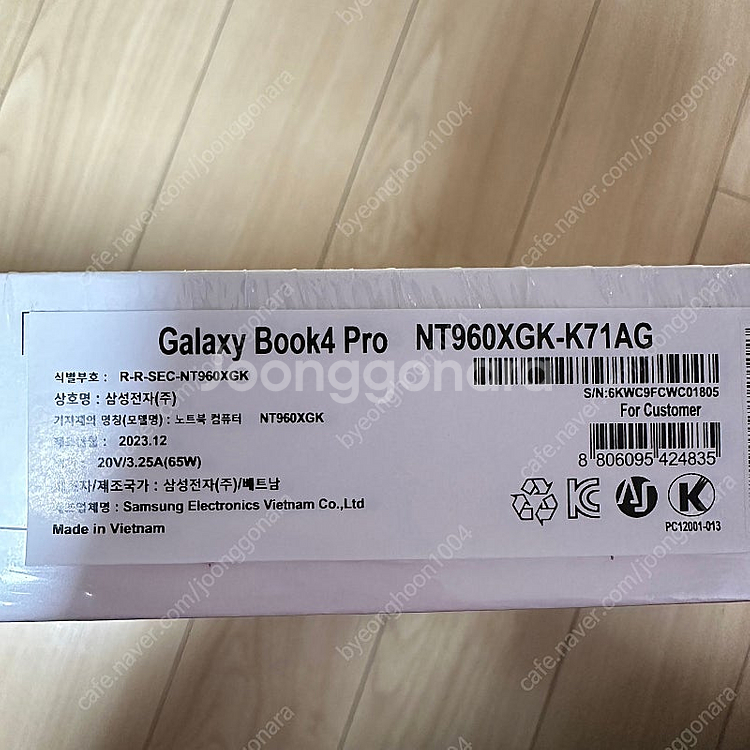 Galaxy Book4 Pro NT960XGK-K71AG
식별부호 : R-R-SEC-NT960XGK
상호명 : 삼성전자(주)
기자재의 명칭(모델명) : 노트북 컴퓨터 NT960XGK
2023.12
20V/3.25A(65W)
제조자/제조국가 : 삼성전자(주)/베트남
: Samsung Electronics Vietnam Co.,Ltd
Made in Vietnam
S/N:6KWC9FCWC01805
For Customer
8 806095 424835
PC12001-013
Joonggonara
byeonghoon1004
cafe.naver.com/joonggonara